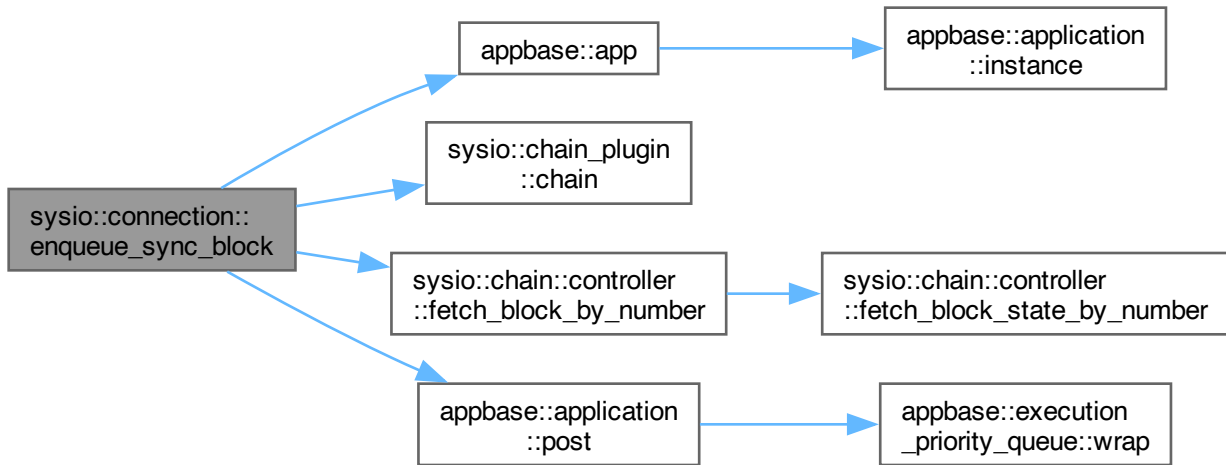 sysio::connection::
enqueue_sync_block
appbase::app
appbase::application
::instance
sysio::chain_plugin
::chain
sysio::chain::controller
::fetch_block_by_number
sysio::chain::controller
::fetch_block_state_by_number
appbase::application
::post
appbase::execution
_priority_queue::wrap